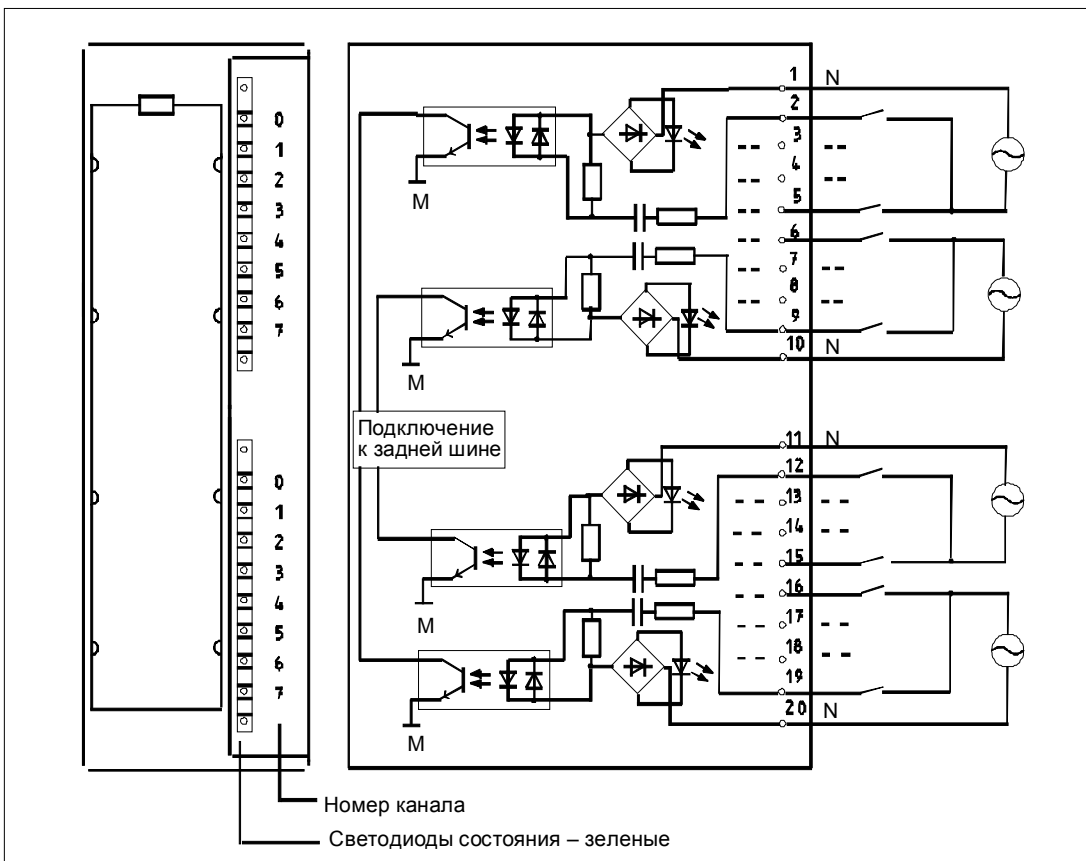 0
1
2
3
4
5
6
7
0
1
2
3
4
5
6
7
1 N
2
3
4
5
6
7
8
9
10 N
M
M
Подключение
к задней шине
11 N
12
13
14
15
16
17
18
19
20 N
M
M
Номер канала
Светодиоды состояния – зеленые